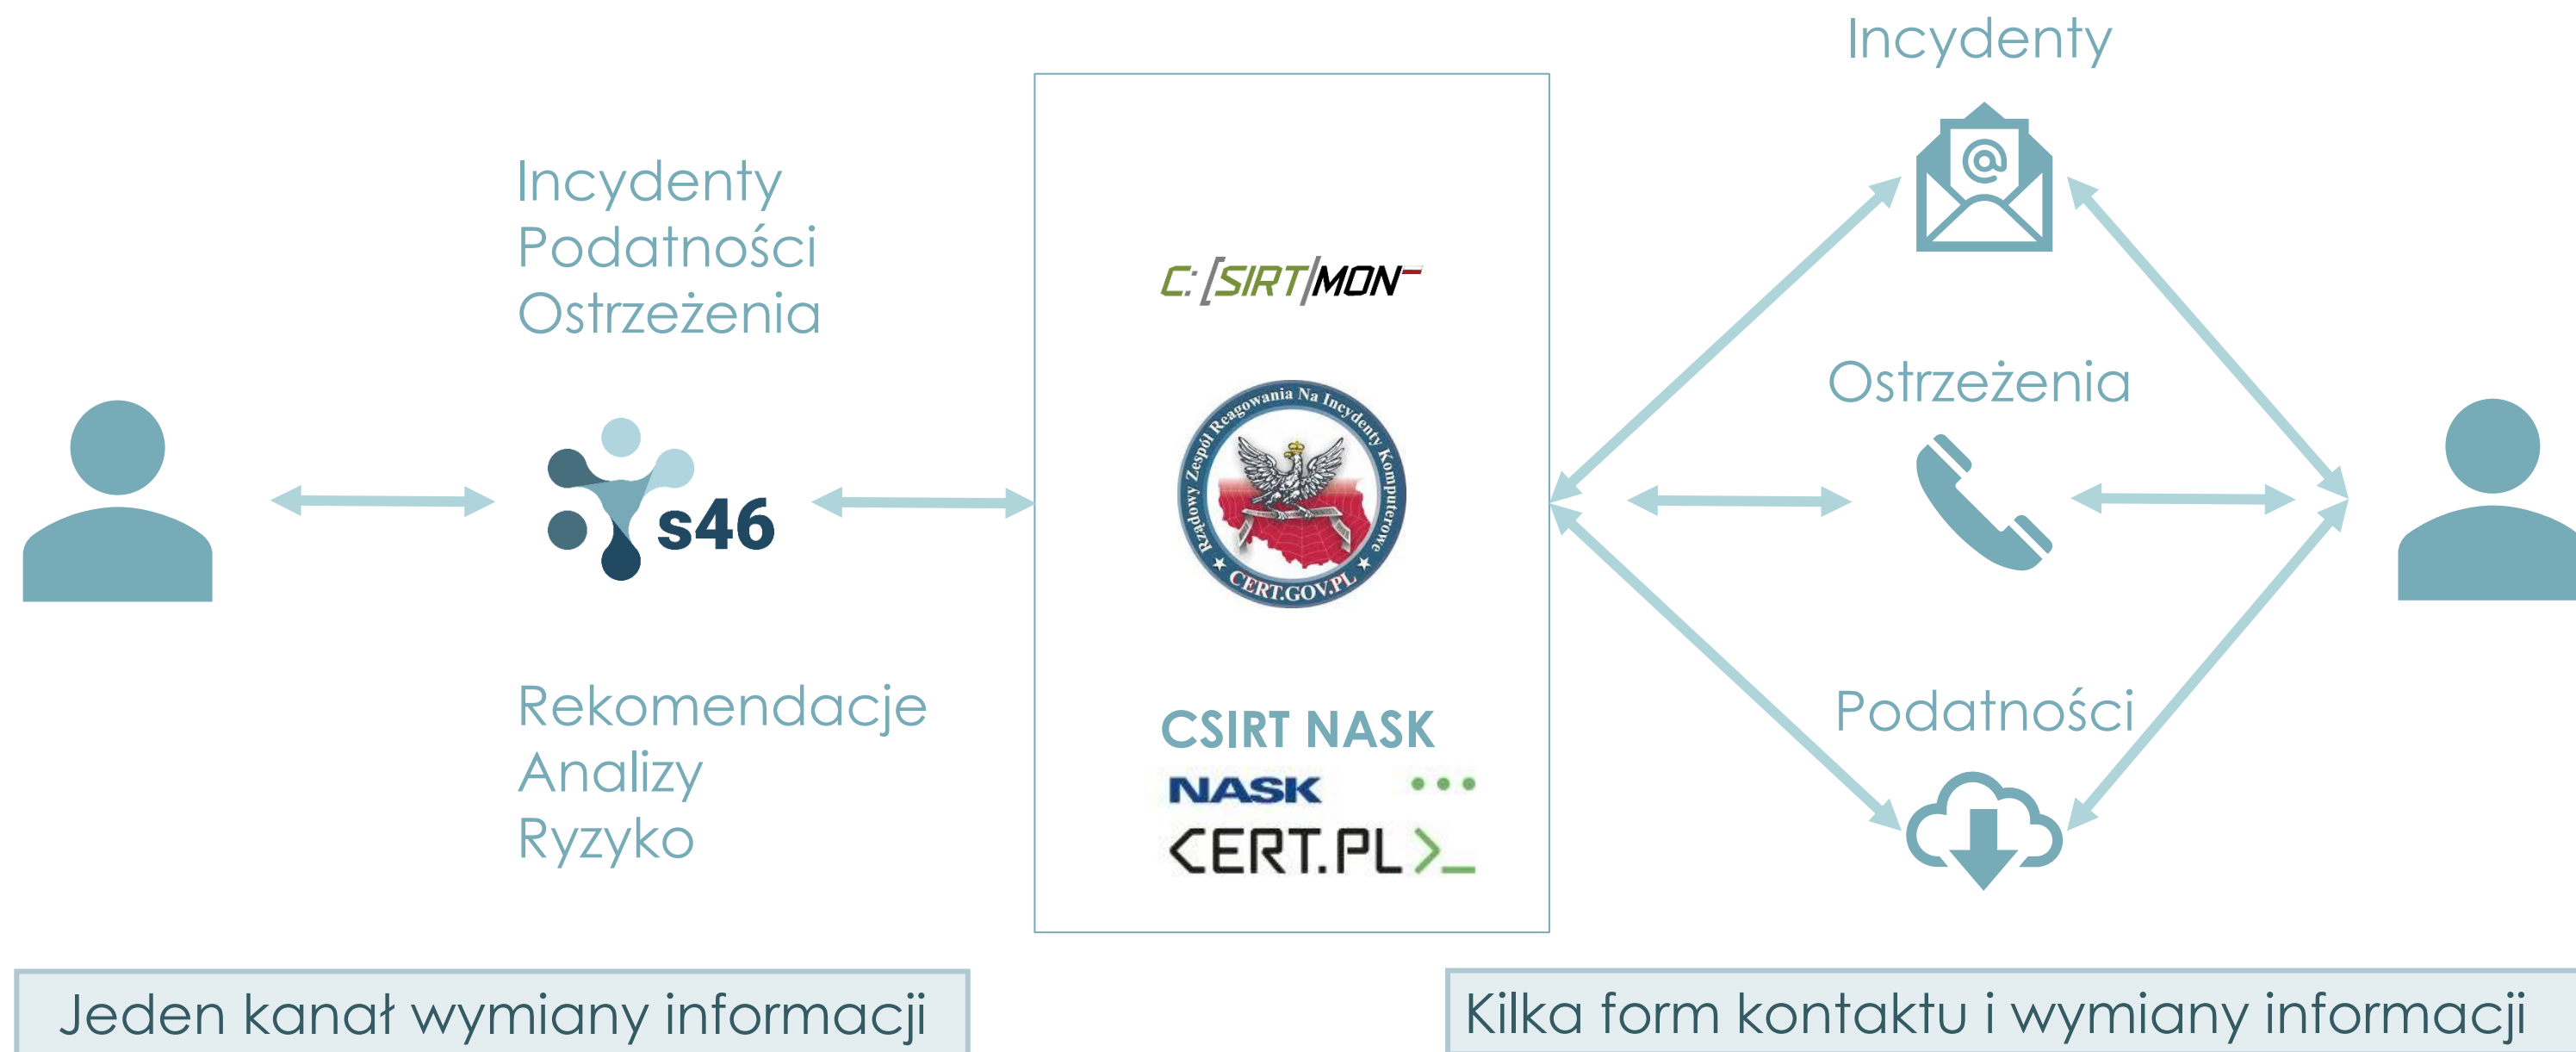 Incydenty
Podatności
Ostrzeżenia
s46
Rekomendacje
Analizy
Ryzyko
Jeden kanał wymiany informacji
C:[SIRT/MON
Rządowy Zespół Reagowania Na Incydenty Komputerowe
CERT.GOV.PL
CSIRT NASK
NASK
CERT.PL>_
Incydenty
@
Ostrzeżenia
Podatności
Kilka form kontaktu i wymiany informacji